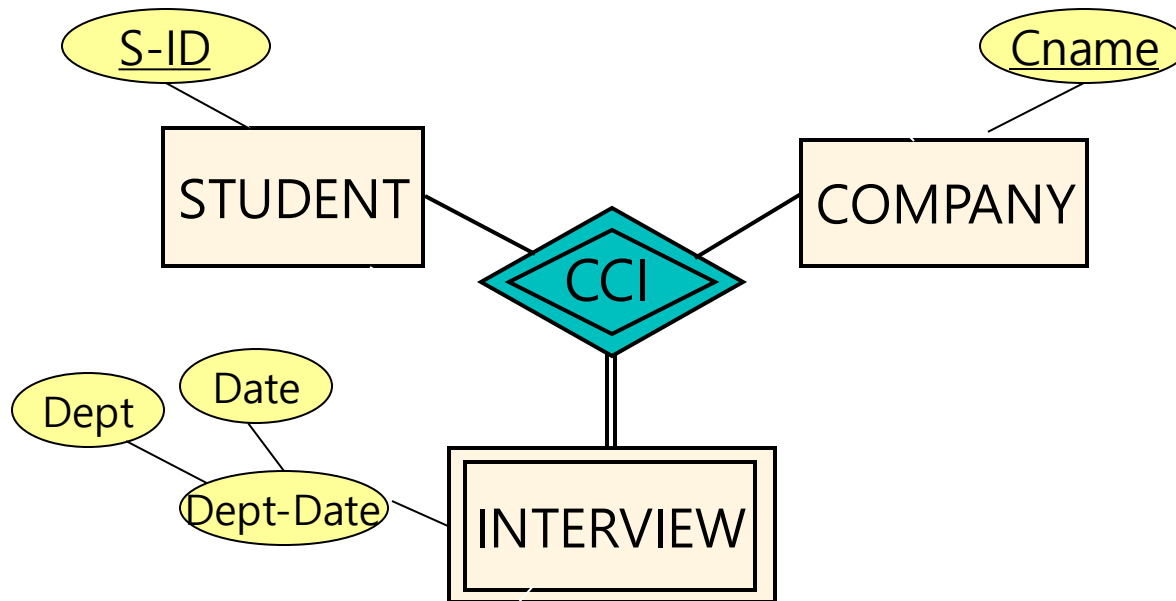 S-ID
Cname
STUDENT
COMPANY
CCI
Date
Dept
Dept-Date
INTERVIEW